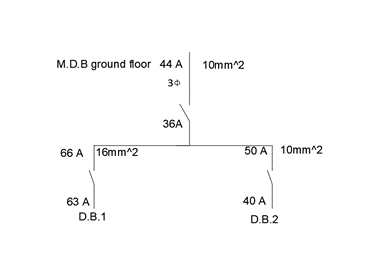 M.D.B ground floor 44 A 10mm^2
3Φ
36A
66 A 16mm^2 50 A 10mm^2
63 A 40 A
D.B.1 D.B.2